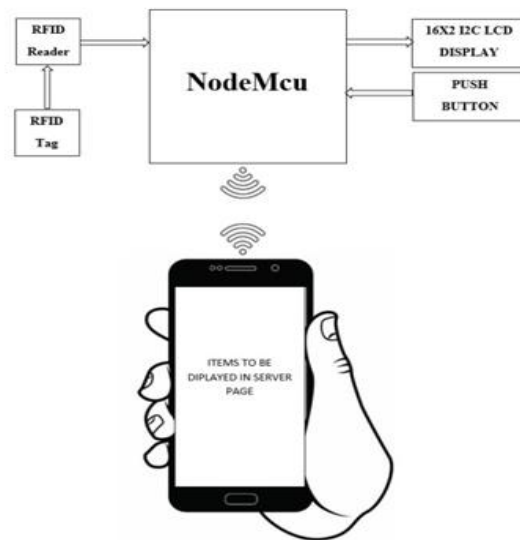 RFID
Reader
RFID
Tag
NodeMcu
16X2 I2C LCD
DISPLAY
PUSH
BUTTON
ITEMS TO BE
DIPLAYED IN SERVER
PAGE